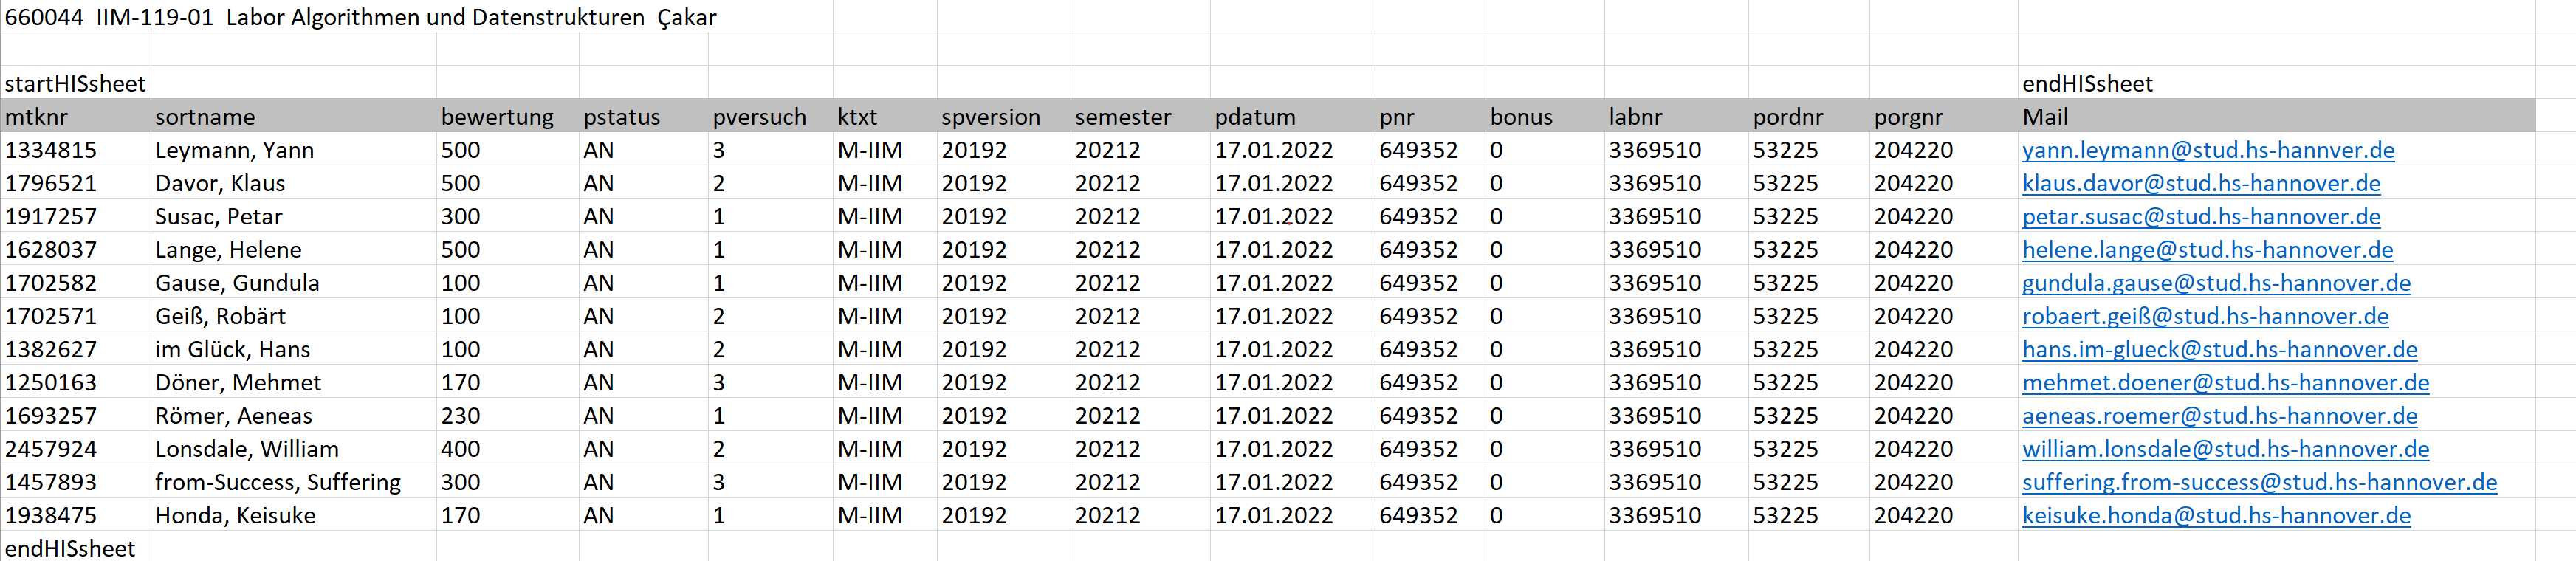 660044 IIM-119-01 Labor Algorithmen und Datenstrukturen Çakar
startHISsheet endHISsheet
mtknr sortname bewertung pstatus pversuch ktxt spversion semester pdatum pnr bonus labnr pordnr porgnr Mail
1334815 Leymann, Yann 500 AN 3 M-IIM 20192 20212 17.01.2022 649352 0 3369510 53225 204220 yann.leymann@stud.hs-hannver.de
1796521 Davor, Klaus 500 AN 2 M-IIM 20192 20212 17.01.2022 649352 0 3369510 53225 204220 klaus.davor@stud.hs-hannover.de
1917257 Susac, Petar 300 AN 1 M-IIM 20192 20212 17.01.2022 649352 0 3369510 53225 204220 petar.susac@stud.hs-hannover.de
1628037 Lange, Helene 500 AN 1 M-IIM 20192 20212 17.01.2022 649352 0 3369510 53225 204220 helene.lange@stud.hs-hannover.de
1702582 Gause, Gundula 100 AN 1 M-IIM 20192 20212 17.01.2022 649352 0 3369510 53225 204220 gundula.gause@stud.hs-hannover.de
1702571 Geiß, Robärt 100 AN 2 M-IIM 20192 20212 17.01.2022 649352 0 3369510 53225 204220 robaert.geiß@stud.hs-hannover.de
1382627 im Glück, Hans 100 AN 2 M-IIM 20192 20212 17.01.2022 649352 0 3369510 53225 204220 hans.im-glueck@stud.hs-hannover.de
1250163 Döner, Mehmet 170 AN 3 M-IIM 20192 20212 17.01.2022 649352 0 3369510 53225 204220 mehmet.doener@stud.hs-hannover.de
1693257 Römer, Aeneas 230 AN 1 M-IIM 20192 20212 17.01.2022 649352 0 3369510 53225 204220 aeneas.roemer@stud.hs-hannover.de
2457924 Lonsdale, William 400 AN 2 M-IIM 20192 20212 17.01.2022 649352 0 3369510 53225 204220 william.lonsdale@stud.hs-hannover.de
1457893 from-Success, Suffering 300 AN 3 M-IIM 20192 20212 17.01.2022 649352 0 3369510 53225 204220 suffering.from-success@stud.hs-hannover.de
1938475 Honda, Keisuke 170 AN 1 M-IIM 20192 20212 17.01.2022 649352 0 3369510 53225 204220 keisuke.honda@stud.hs-hannover.de
endHISsheet